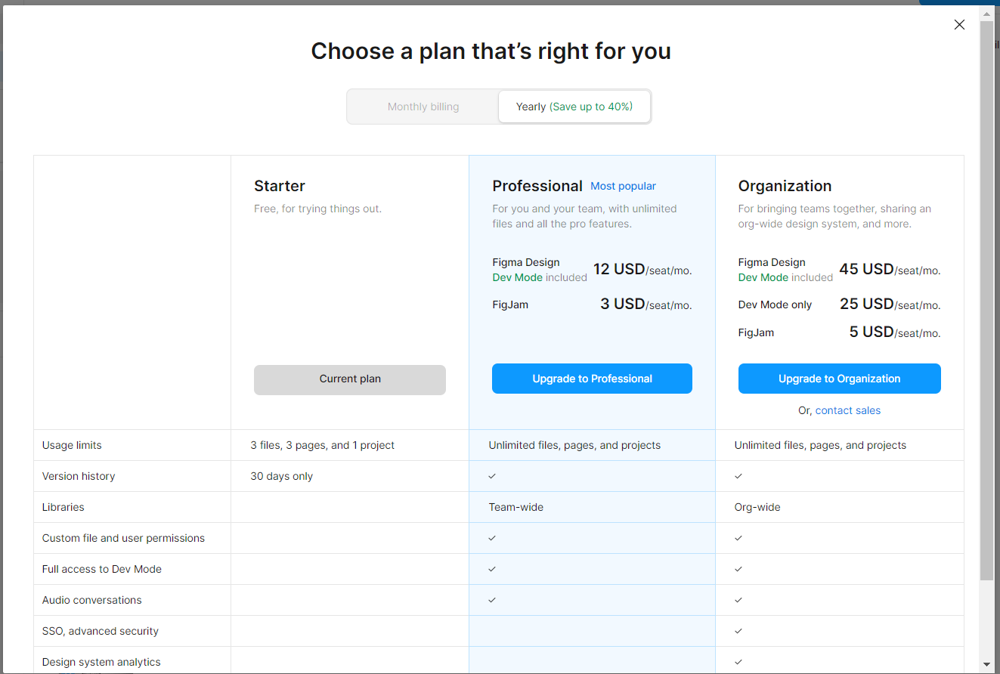 Choose a plan that’s right for you
Monthly billing
Yearly (Save up to 40%)
Starter
Free, for trying things out.
Current plan
Professional Most popular
For you and your team, with unlimited
files and all the pro features.
Figma Design
Dev Mode included
12 USD/seat/mo.
FigJam 3 USD/seat/mo.
Upgrade to Professional
Organization
For bringing teams together, sharing an
org-wide design system, and more.
Figma Design
Dev Mode included
45 USD/seat/mo.
Dev Mode only 25 USD/seat/mo.
FigJam 5 USD/seat/mo.
Upgrade to Organization
Or, contact sales
Usage limits 3 files, 3 pages, and 1 project Unlimited files, pages, and projects Unlimited files, pages, and projects
Version history 30 days only ✓ ✓
Libraries Team-wide Org-wide
Custom file and user permissions ✓ ✓
Full access to Dev Mode ✓ ✓
Audio conversations ✓ ✓
SSO, advanced security ✓
Design system analytics ✓